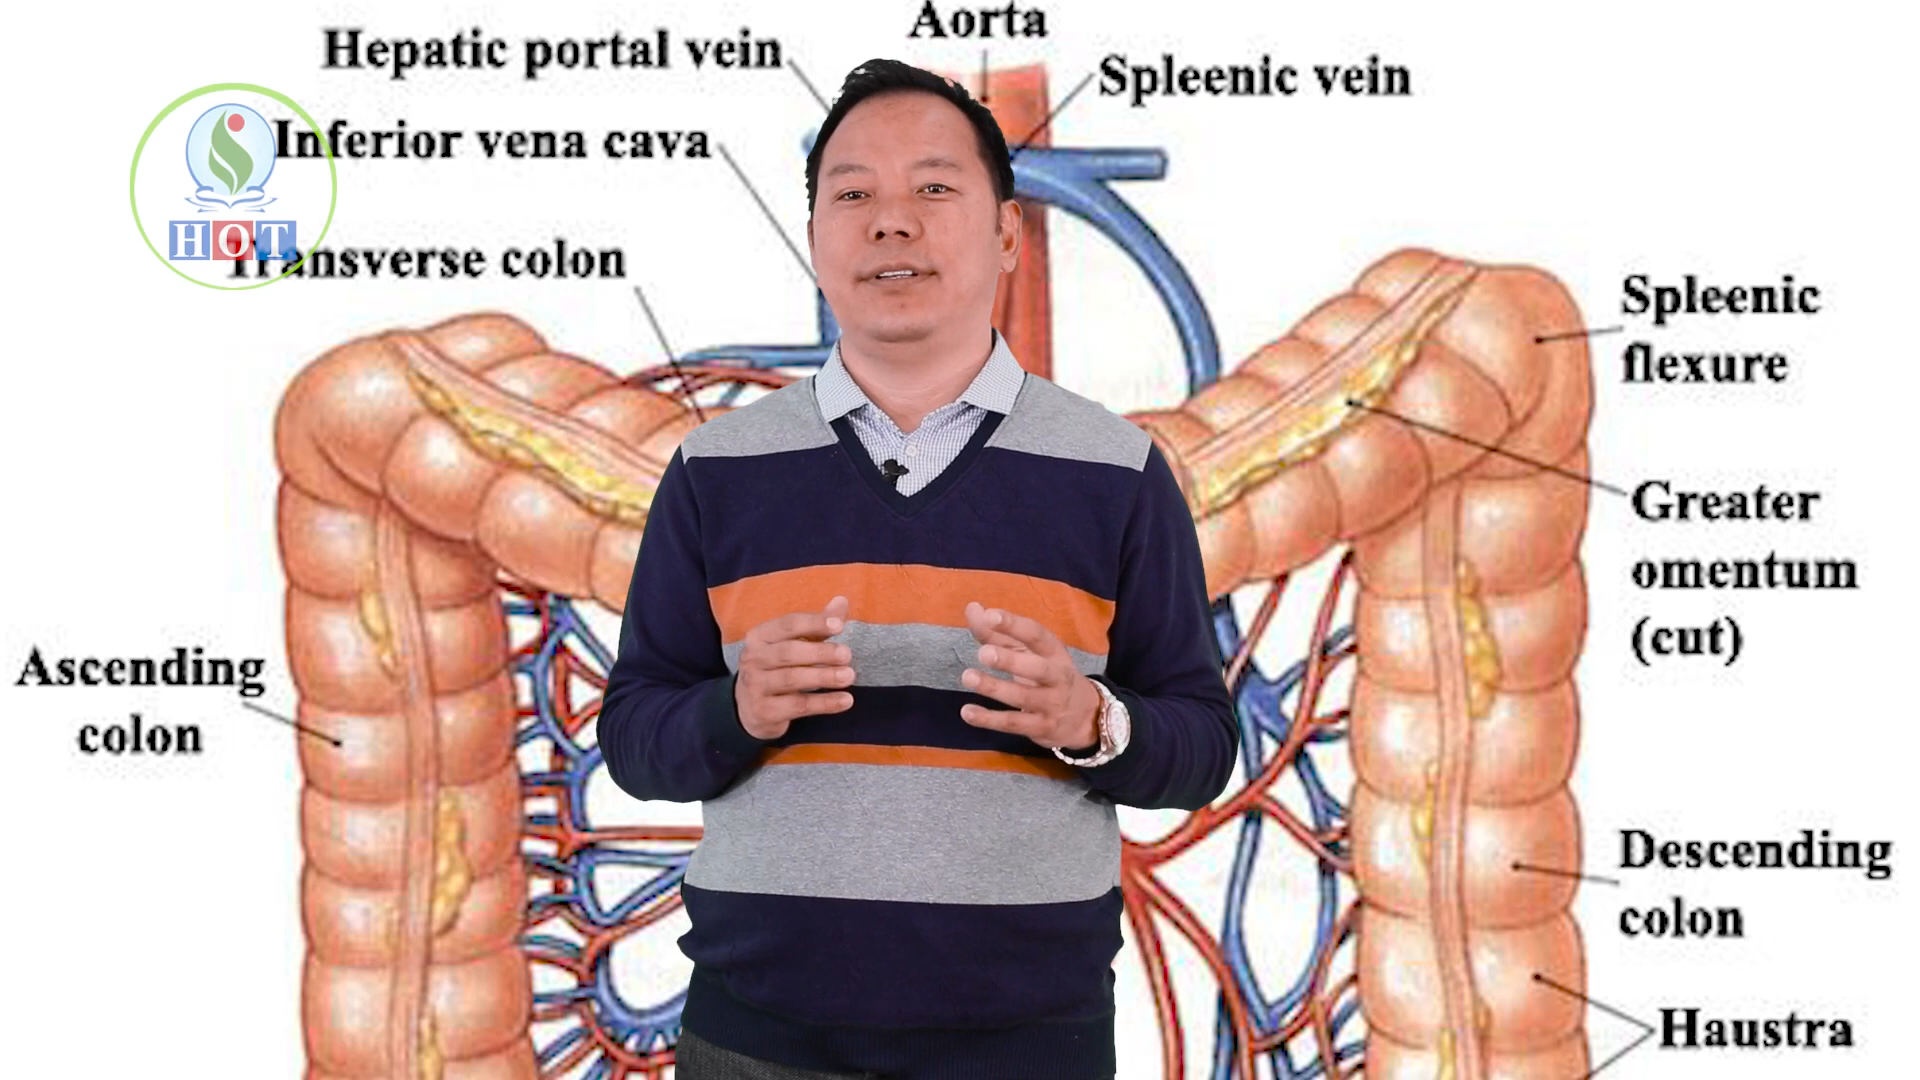 Aorta
Hepatic portal vein
Spleenic vein
Inferior vena cava
HOT
Transverse colon
Spleenic
flexure
Greater
omentum
(cut)
Ascending
colon
Descending
colon
Haustra